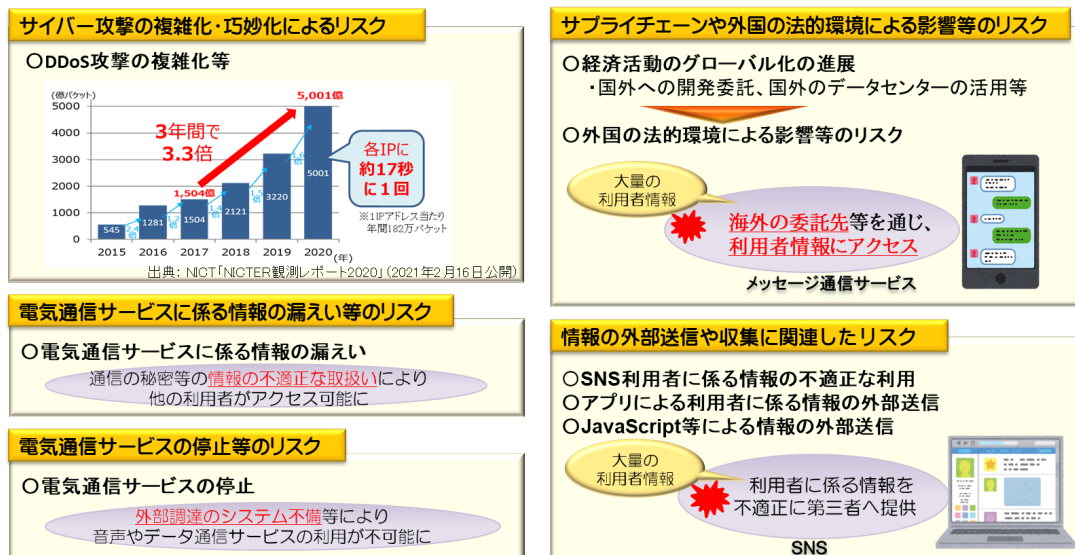 サイバー攻撃の複雑化・巧妙化によるリスク
○DDoS攻撃の複雑化等
(億パケット)
5000
4000
3000
2000
1000
0
545
1281
1504
2121
3220
5001
2.4倍
1.2倍
1.4倍
1.5倍
1.6倍
1,504億
5,001億
3年間で
3.3倍
2015 2016 2017 2018 2019 2020 (年)
各IPに
約17秒
に1回
※1IPアドレス当たり
年間182万パケット
出典: NICT「NICTER観測レポート2020」(2021年2月16日公開)
電気通信サービスに係る情報の漏えい等のリスク
○電気通信サービスに係る情報の漏えい
通信の秘密等の情報の不適正な取扱いにより
他の利用者がアクセス可能に
電気通信サービスの停止等のリスク
○電気通信サービスの停止
外部調達のシステム不備等により
音声やデータ通信サービスの利用が不可能に
サプライチェーンや外国の法的環境による影響等のリスク
○経済活動のグローバル化の進展
・国外への開発委託、国外のデータセンターの活用等
○外国の法的環境による影響等のリスク
大量の
利用者情報
海外の委託先等を通じ、
利用者情報にアクセス
メッセージ通信サービス
情報の外部送信や収集に関連したリスク
○SNS利用者に係る情報の不適正な利用
○アプリによる利用者に係る情報の外部送信
○JavaScript等による情報の外部送信
大量の
利用者情報
利用者に係る情報を
不適正に第三者へ提供
SNS